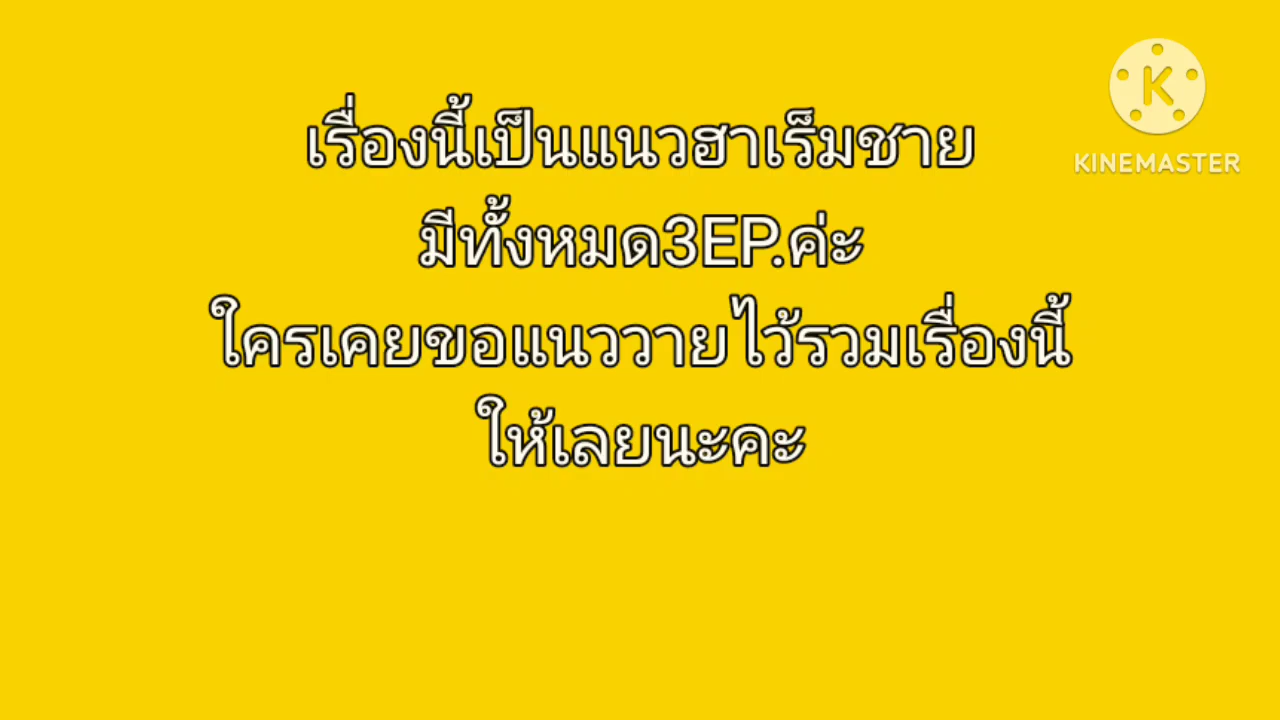 เรื่องนี้เป็นแนวฮาเร็มชาย
มีทั้งหมด3EP.ค่ะ
ใครเคยขอแนววายไว้รวมเรื่องนี้
ให้เลยนะคะ
K
KINEMASTER